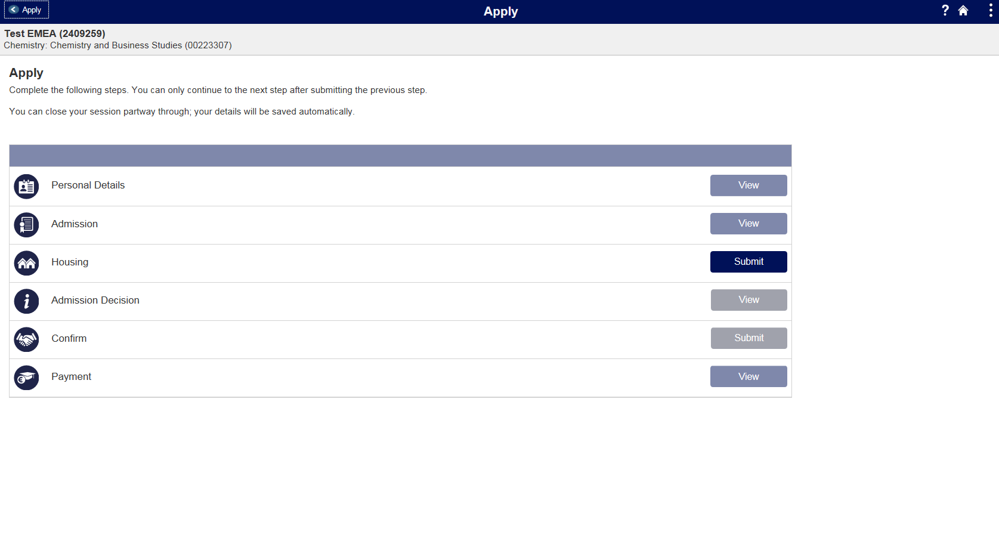 Apply
Apply
Test EMEA (2409259)
Chemistry: Chemistry and Business Studies (00223307)
Apply
Complete the following steps. You can only continue to the next step after submitting the previous step.
You can close your session partway through; your details will be saved automatically.
Personal Details View
Admission View
Housing Submit
Admission Decision View
Confirm Submit
Payment View